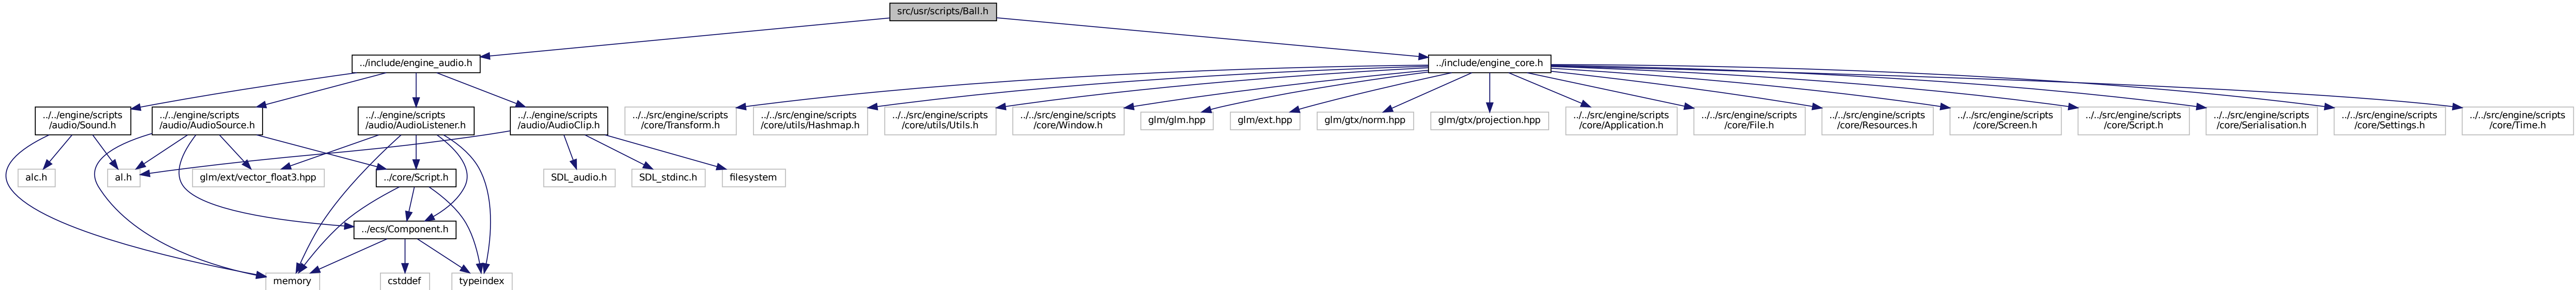 src/usr/scripts/Ball.h
../include/engine_audio.h
../include/engine_core.h
../../engine/scripts
/audio/Sound.h
../../engine/scripts
/audio/AudioSource.h
../../engine/scripts
/audio/AudioListener.h
../../engine/scripts
/audio/AudioClip.h
../../src/engine/scripts
/core/Transform.h
../../src/engine/scripts
/core/utils/Hashmap.h
../../src/engine/scripts
/core/utils/Utils.h
../../src/engine/scripts
/core/Window.h
glm/glm.hpp
glm/ext.hpp
glm/gtx/norm.hpp
glm/gtx/projection.hpp
../../src/engine/scripts
/core/Application.h
../../src/engine/scripts
/core/File.h
../../src/engine/scripts
/core/Resources.h
../../src/engine/scripts
/core/Screen.h
../../src/engine/scripts
/core/Script.h
../../src/engine/scripts
/core/Serialisation.h
../../src/engine/scripts
/core/Settings.h
../../src/engine/scripts
/core/Time.h
alc.h
al.h
glm/ext/vector_float3.hpp
../core/Script.h
SDL_audio.h
SDL_stdinc.h
filesystem
../ecs/Component.h
memory
cstddef
typeindex